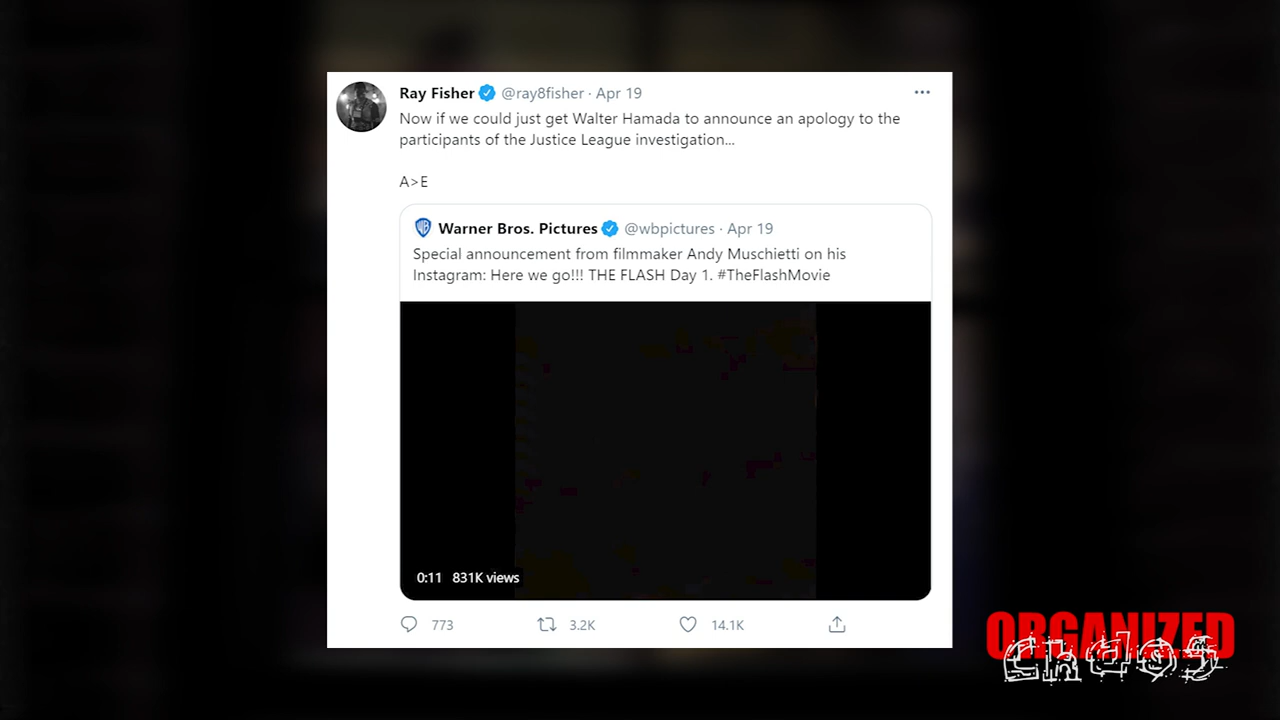 Ray Fisher @ray8fisher · Apr 19
Now if we could just get Walter Hamada to announce an apology to the
participants of the Justice League investigation...
A>E
Warner Bros. Pictures @wbpictures · Apr 19
Special announcement from filmmaker Andy Muschietti on his
Instagram: Here we go!!! THE FLASH Day 1. #TheFlashMovie
0:11 831K views
773 3.2K 14.1K
ORGANIZED
CHAOS